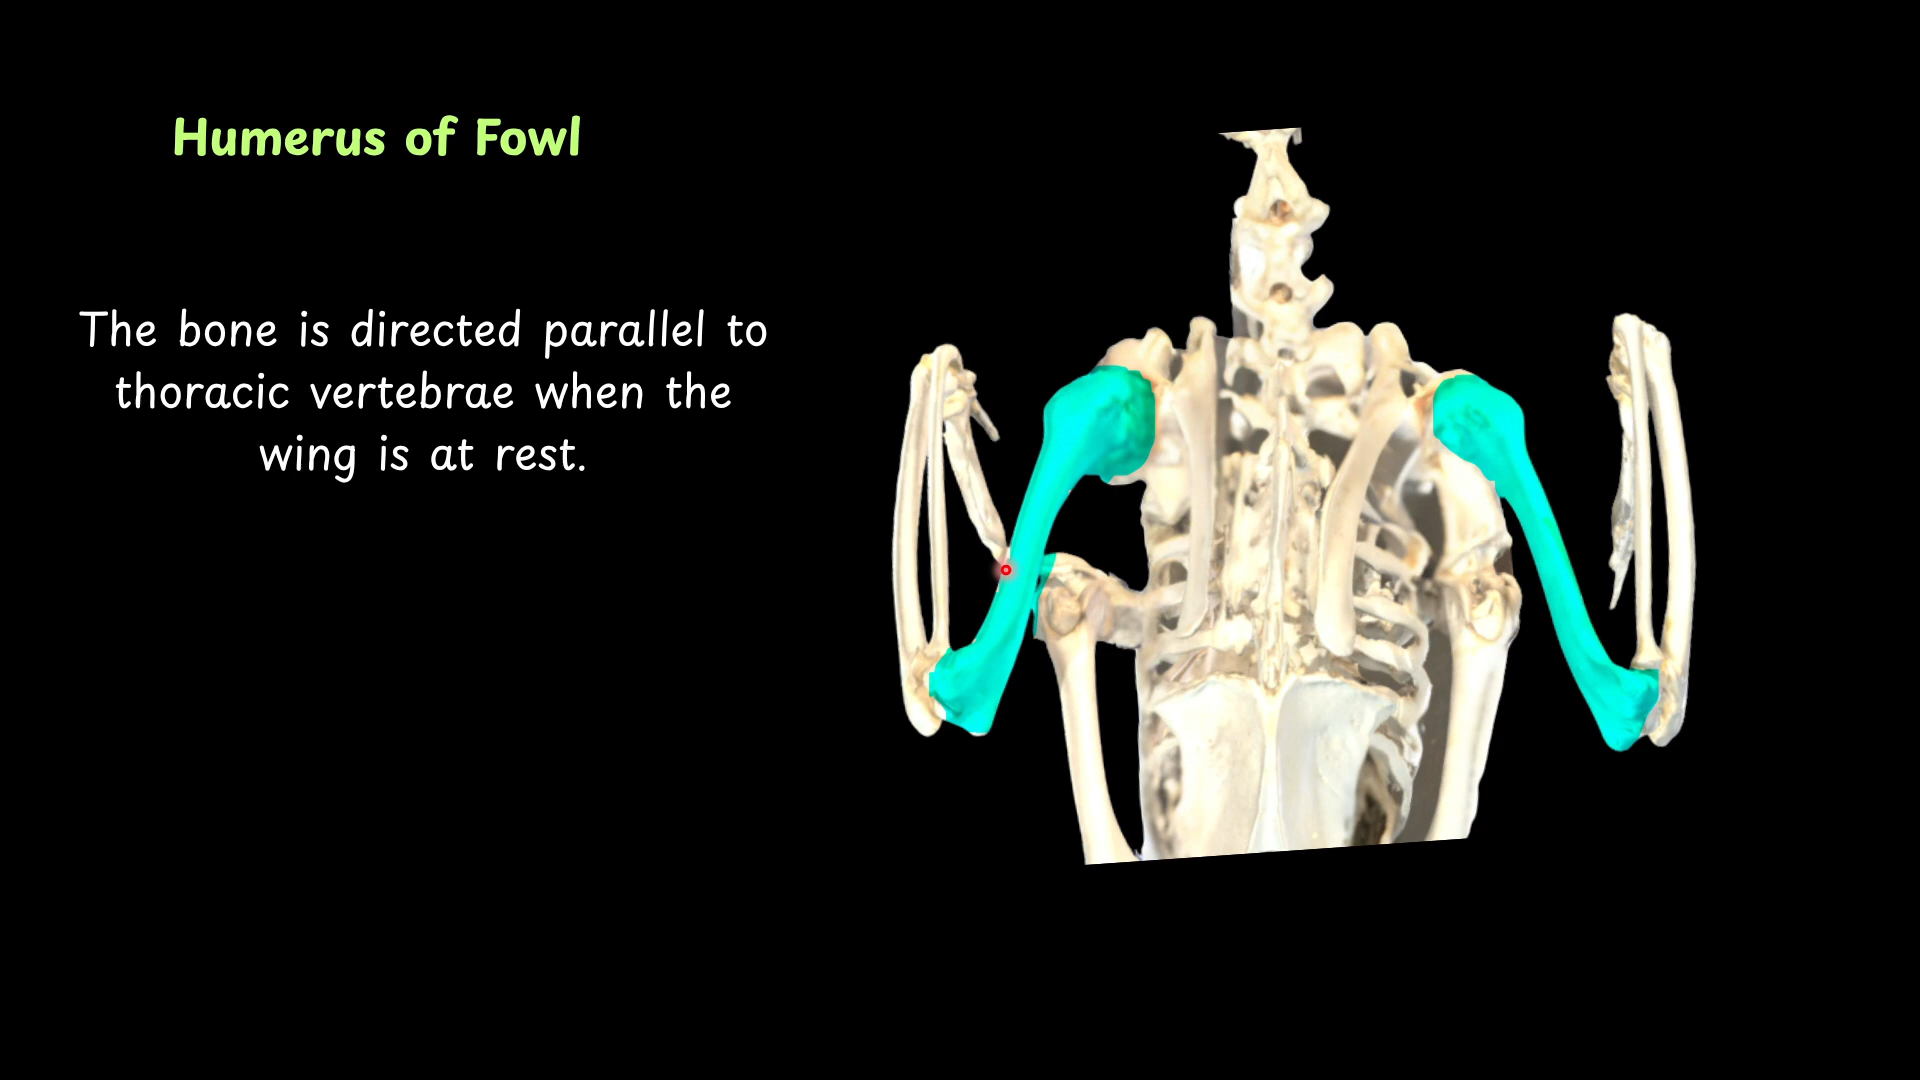 Humerus of Fowl
The bone is directed parallel to
thoracic vertebrae when the
wing is at rest.